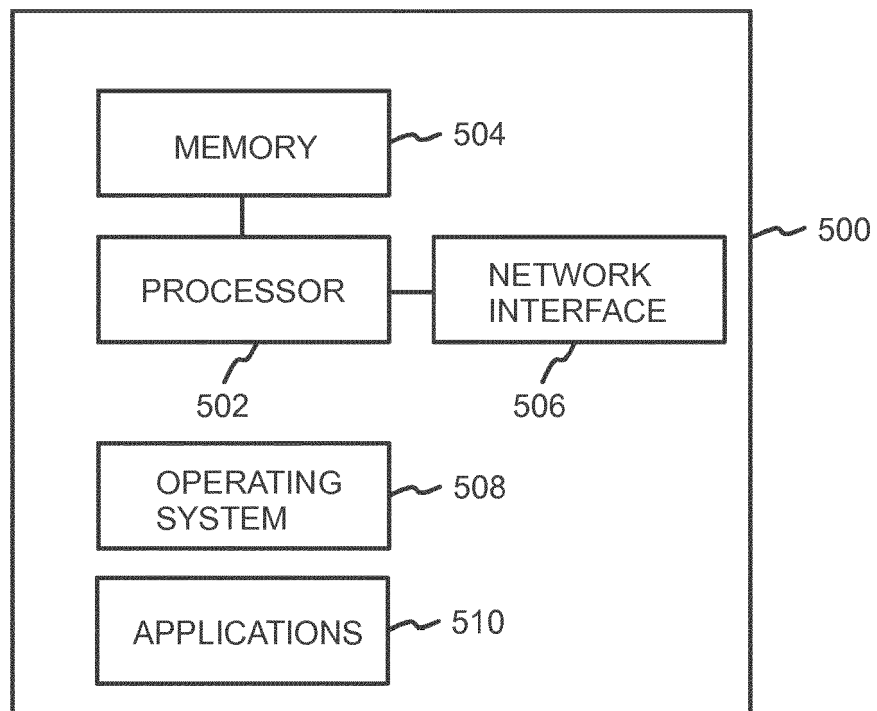 MEMORY
504
500
PROCESSOR
NETWORK
INTERFACE
502
506
OPERATING
SYSTEM
508
APPLICATIONS
510